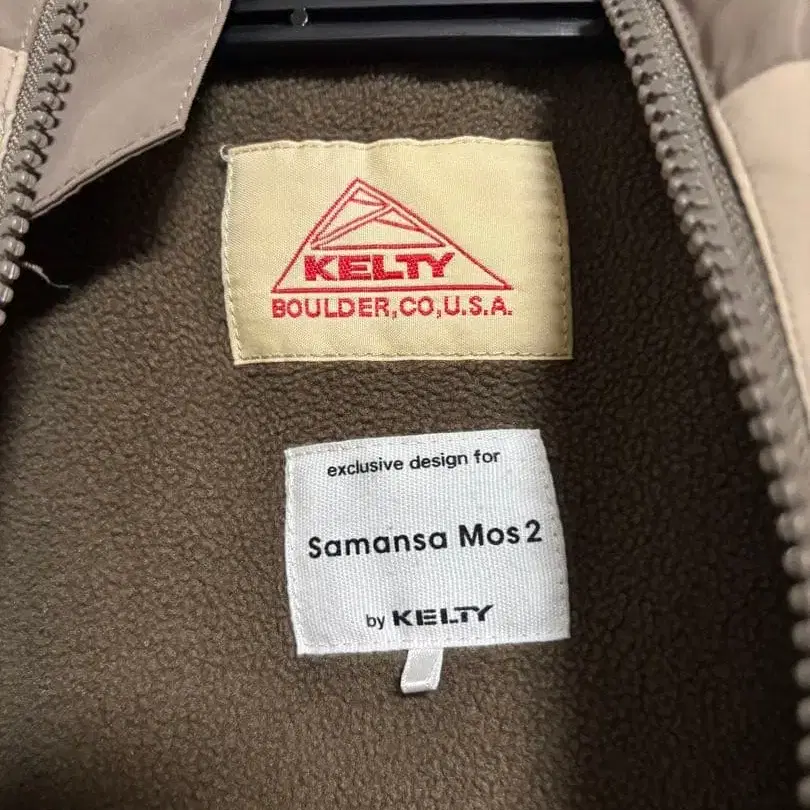 KELTY
BOULDER,CO,U.S.A.
exclusive design for
Samansa Mos2
by KELTY